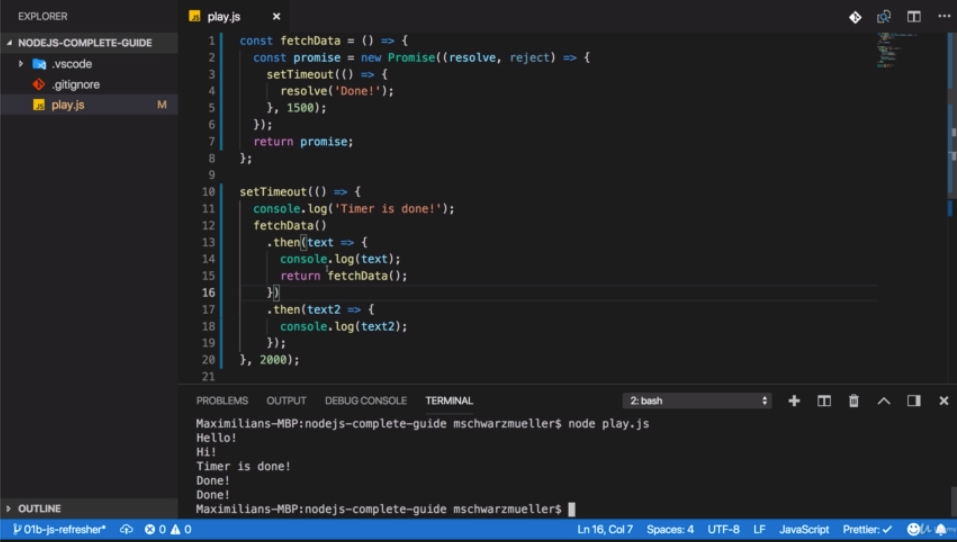 EXPLORER
NODEJS-COMPLETE-GUIDE
.vscode
.gitignore
JS play.js M
OUTLINE
JS play.js ×
1 const fetchData = () => {
2 const promise = new Promise((resolve, reject) => {
3 setTimeout(() => {
4 resolve('Done!');
5 }, 1500);
6 });
7 return promise;
8 };
9
10 setTimeout(() => {
11 console.log('Timer is done!');
12 fetchData()
13 .then(text => {
14 console.log(text);
15 return fetchData();
16 })
17 .then(text2 => {
18 console.log(text2);
19 });
20 }, 2000);
21
PROBLEMS OUTPUT DEBUG CONSOLE TERMINAL 2: bash
Maximilians-MBP:nodejs-complete-guide mschwarzmueller$ node play.js
Hello!
Hi!
Timer is done!
Done!
Done!
Maximilians-MBP:nodejs-complete-guide mschwarzmueller$
01b-js-refresher* 0 0 Ln 16, Col 7 Spaces: 4 UTF-8 LF JavaScript Prettier: ✓